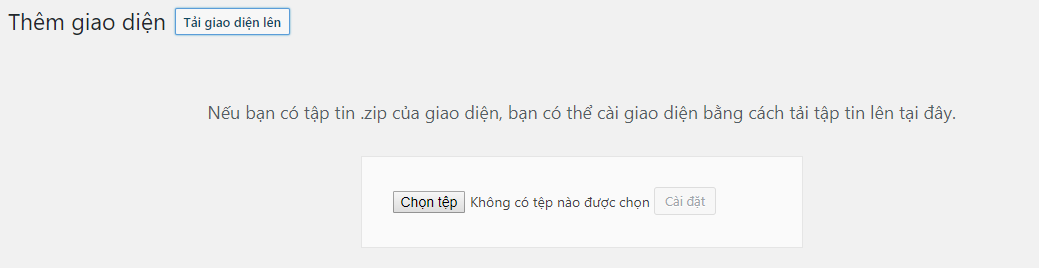 Thêm giao diện Tải giao diện lên
Nếu bạn có tập tin .zip của giao diện, bạn có thể cài giao diện bằng cách tải tập tin lên tại đây.
Chọn tệp Không có tệp nào được chọn Cài đặt